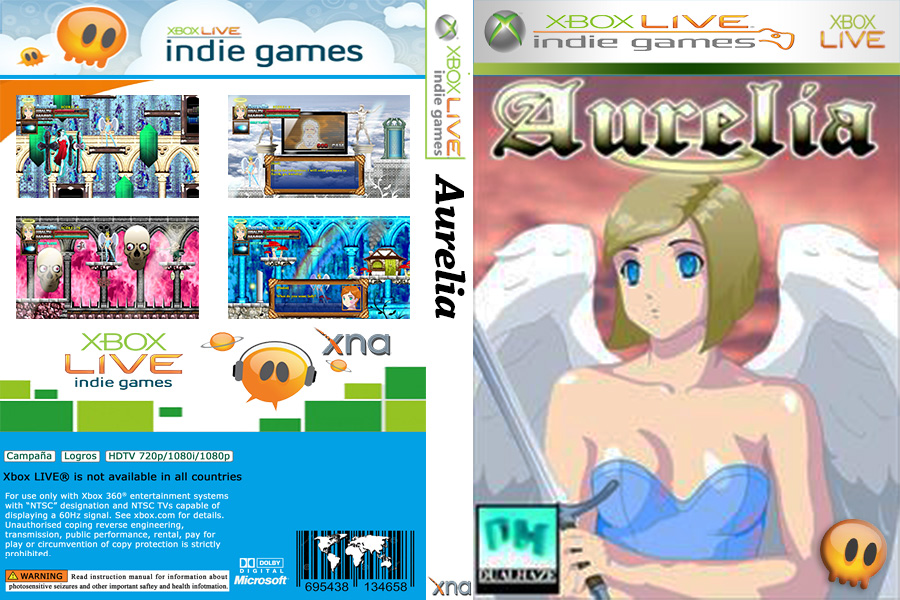 XBOX LIVE
indie games
XBOX LIVE
indie games
XBOX
LIVE
XBOX LIVE
indie games
Aurelia
Aurelia
XBOX
LIVE
indie games
xna
Campaña Logros HDTV 720p/1080i/1080p
Xbox LIVE® is not available in all countries
For use only with Xbox 360® entertainment systems
with “NTSC” designation and NTSC TVs capable of
displaying a 60Hz signal. See xbox.com for details.
Unauthorised coping reverse engineering,
transmission, public performance, rental, pay for
play or circumvention of copy protection is strictly
prohibited.
WARNING Read instruction manual for information about
photosensitive seizures and other important saftey and health infotmation.
DOLBY
DIGITAL
Microsoft
695438 134658
xna